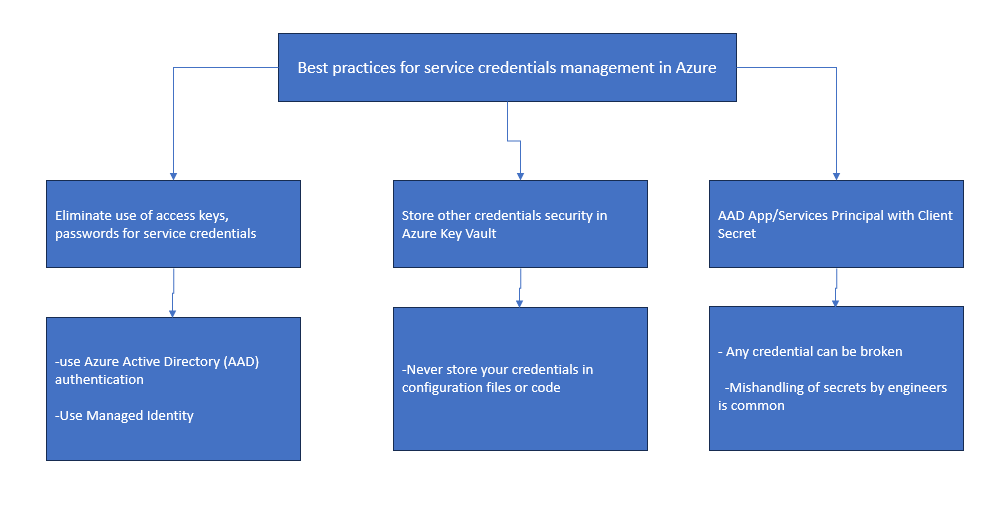 Best practices for service credentials management in Azure
Eliminate use of access keys,
passwords for service credentials
Store other credentials security in
Azure Key Vault
AAD App/Services Principal with Client
Secret
-use Azure Active Directory (AAD)
authentication
-Use Managed Identity
-Never store your credentials in
configuration files or code
- Any credential can be broken
-Mishandling of secrets by engineers
is common